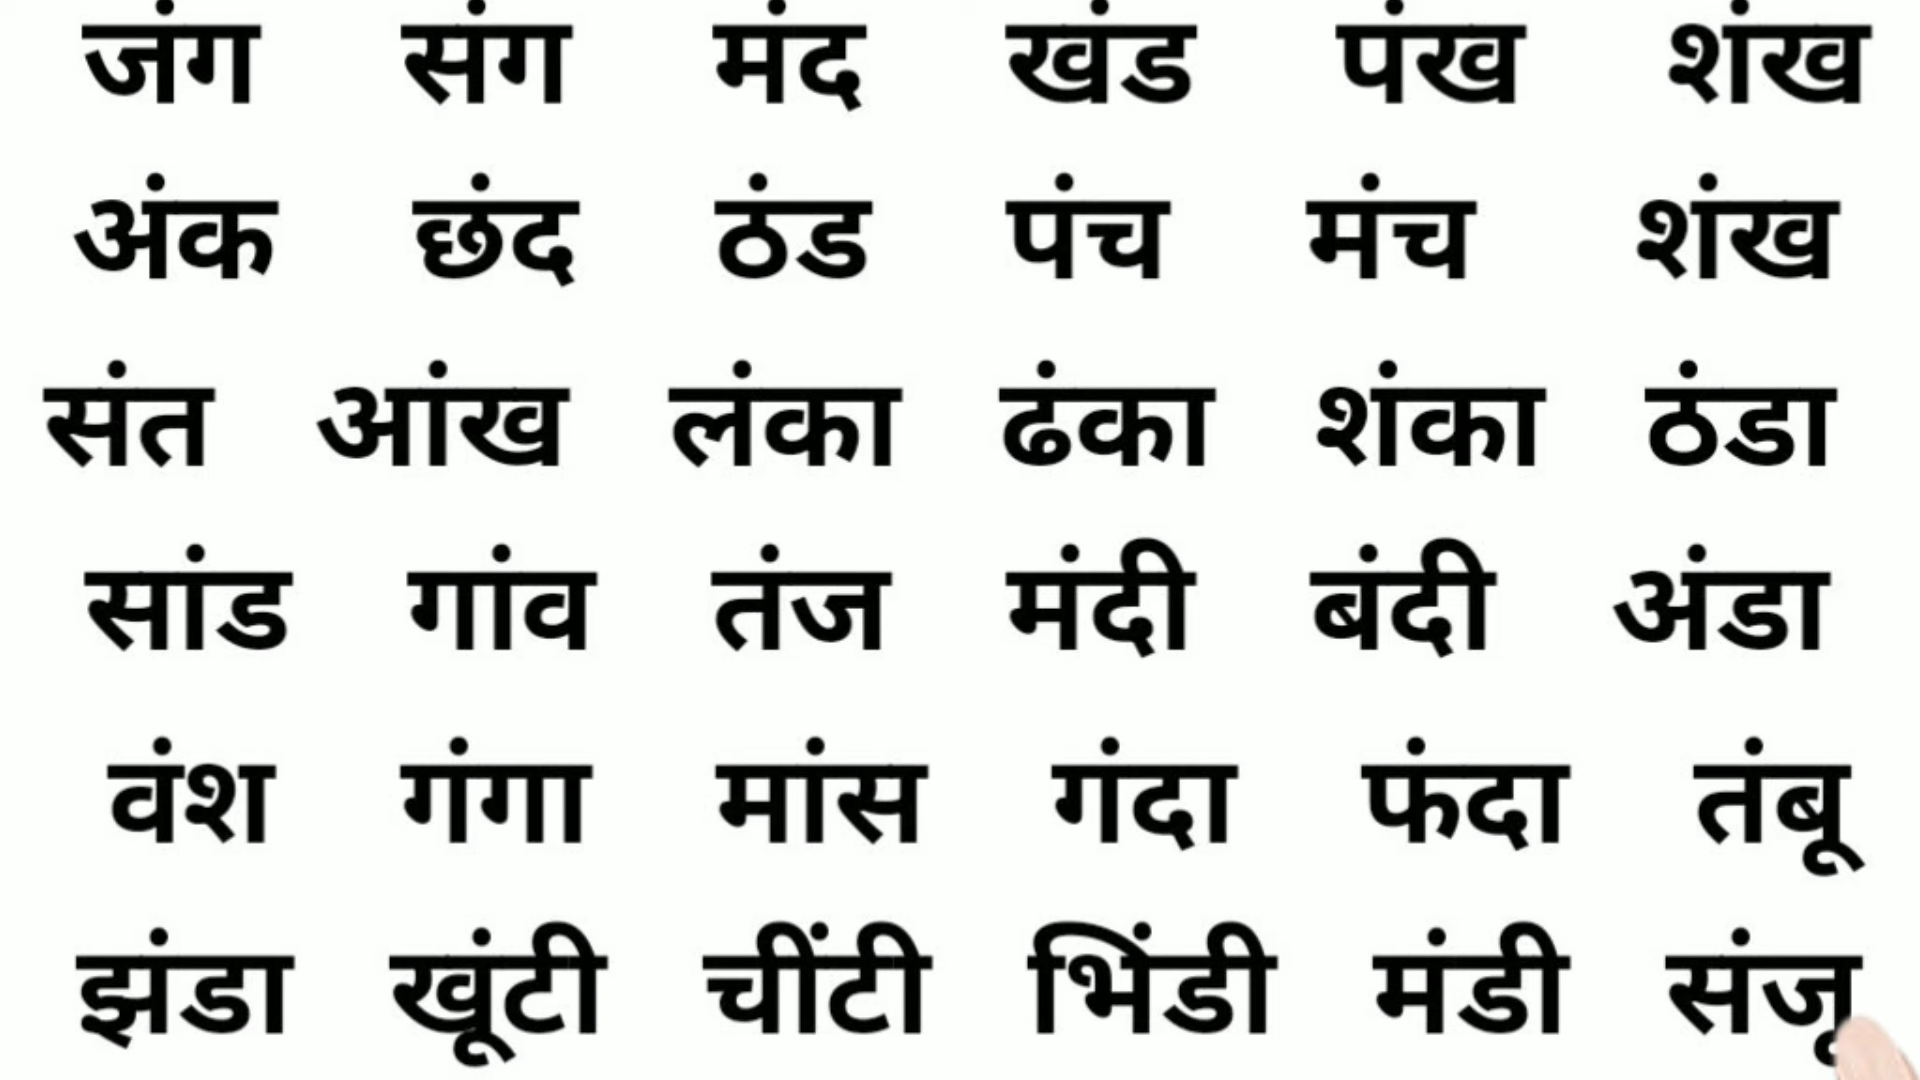 जंग संग मंद खंड पंख शंख
अंक छंद ठंड पंच मंच शंख
संत आंख लंका ढंका शंका ठंडा
सांड गांव तंज मंदी बंदी अंडा
वंश गंगा मांस गंदा फंदा तंबू
झंडा खूंटी चींटी भिंडी मंडी संजू